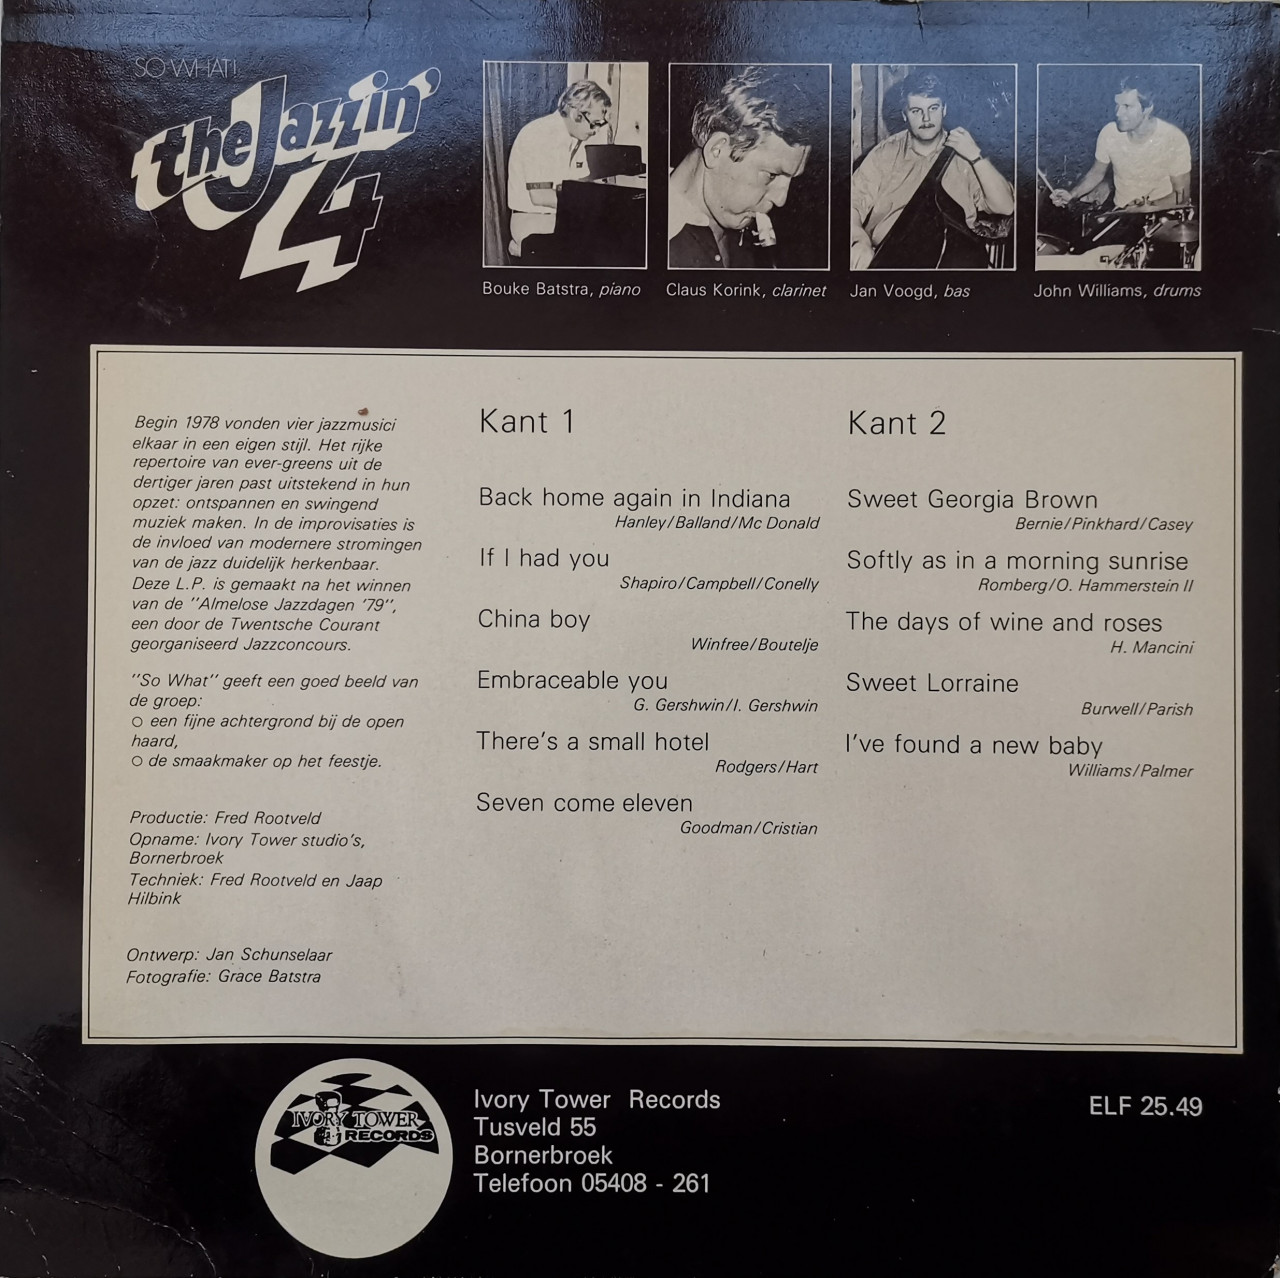 SO WHAT!
the Jazzin'
4
Bouke Batstra, piano
Claus Korink, clarinet
Jan Voogd, bas
John Williams, drums
Begin 1978 vonden vier jazzmusici
elkaar in een eigen stijl. Het rijke
repertoire van ever-greens uit de
dertiger jaren past uitstekend in hun
opzet: ontspannen en swingend
muziek maken. In de improvisaties is
de invloed van modernere stromingen
van de jazz duidelijk herkenbaar.
Deze L.P. is gemaakt na het winnen
van de "Almelose Jazzdagen '79",
een door de Twentsche Courant
georganiseerd Jazzconcours.
"So What" geeft een goed beeld van
de groep:
o een fijne achtergrond bij de open
haard,
o de smaakmaker op het feestje.
Productie: Fred Rootveld
Opname: Ivory Tower studio's,
Bornerbroek
Techniek: Fred Rootveld en Jaap
Hilbink
Ontwerp: Jan Schunselaar
Fotografie: Grace Batstra
Kant 1
Back home again in Indiana
Hanley/Balland/Mc Donald
If I had you
Shapiro/Campbell/Conelly
China boy
Winfree/Boutelje
Embraceable you
G. Gershwin/I. Gershwin
There's a small hotel
Rodgers/Hart
Seven come eleven
Goodman/Cristian
Kant 2
Sweet Georgia Brown
Bernie/Pinkhard/Casey
Softly as in a morning sunrise
Romberg/O. Hammerstein II
The days of wine and roses
H. Mancini
Sweet Lorraine
Burwell/Parish
I've found a new baby
Williams/Palmer
IVORY TOWER
RECORDS
Ivory Tower Records
Tusveld 55
Bornerbroek
Telefoon 05408 - 261
ELF 25.49